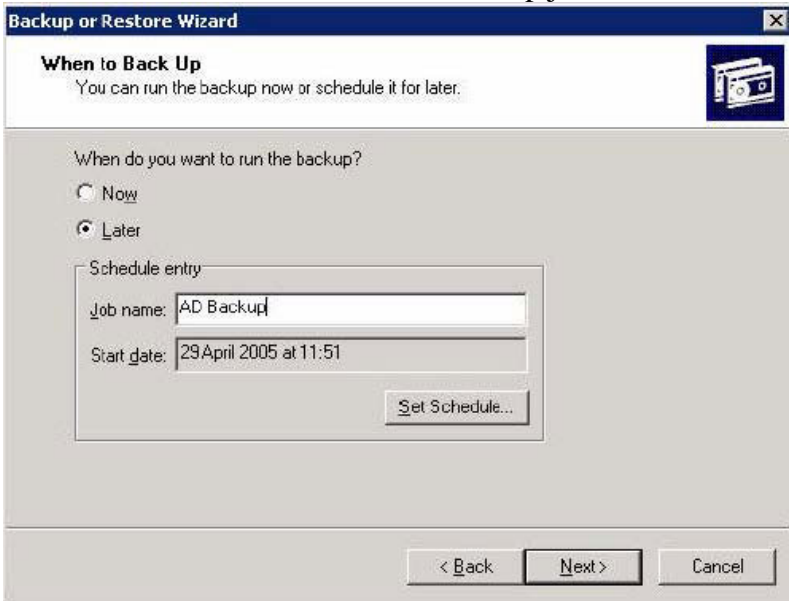 Backup or Restore Wizard
When to Back Up
You can run the backup now or schedule it for later.
When do you want to run the backup?
Now
Later
Schedule entry
Job name: AD Backup
Start date: 29 April 2005 at 11:51
Set Schedule...
< Back Next > Cancel